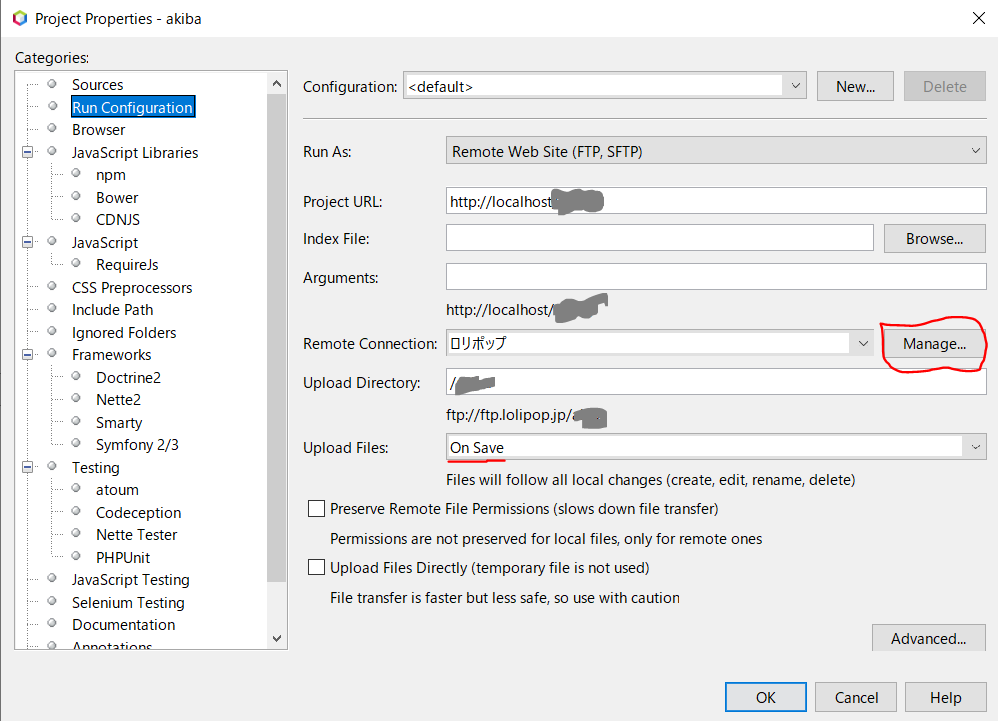 Project Properties - akiba
Categories:
Sources
Run Configuration
Browser
JavaScript Libraries
npm
Bower
CDNJS
JavaScript
RequireJs
CSS Preprocessors
Include Path
Ignored Folders
Frameworks
Doctrine2
Nette2
Smarty
Symfony 2/3
Testing
atoum
Codeception
Nette Tester
PHPUnit
JavaScript Testing
Selenium Testing
Documentation
Annotations
Configuration: <default> New... Delete
Run As: Remote Web Site (FTP, SFTP)
Project URL: http://localhost
Index File: Browse...
Arguments:
http://localhost/
Remote Connection: ロリポップ Manage...
Upload Directory: /
ftp://ftp.lolipop.jp/
Upload Files: On Save
Files will follow all local changes (create, edit, rename, delete)
Preserve Remote File Permissions (slows down file transfer)
Permissions are not preserved for local files, only for remote ones
Upload Files Directly (temporary file is not used)
File transfer is faster but less safe, so use with caution
Advanced...
OK Cancel Help